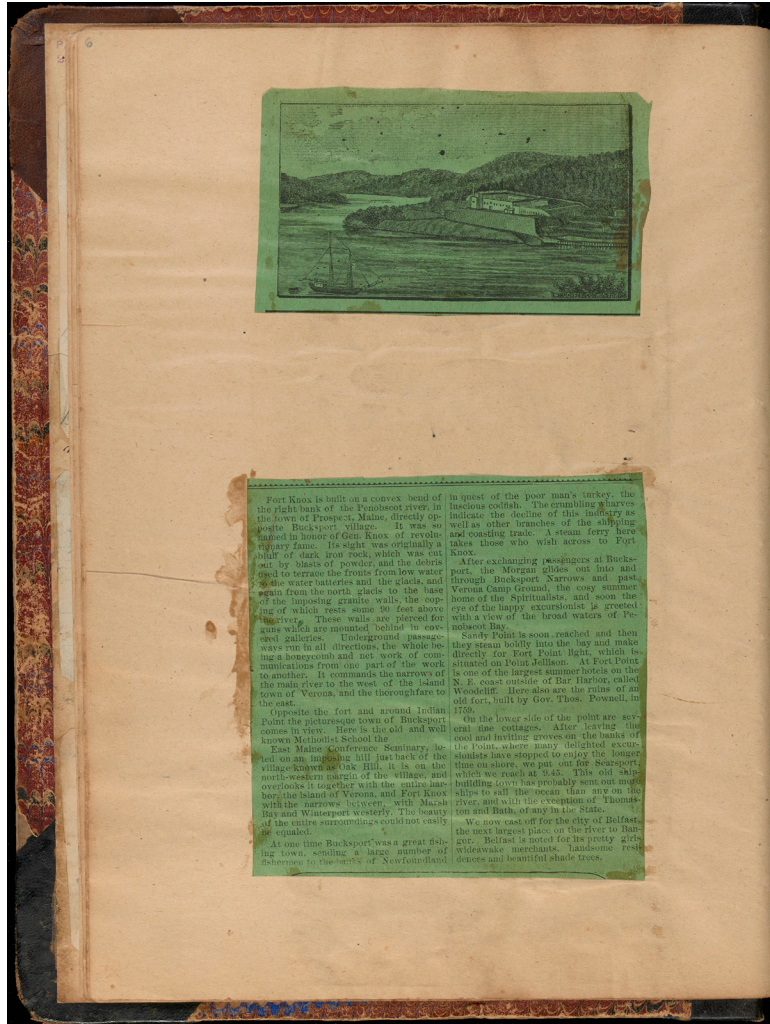 6
Fort Knox is built on a convex bend of
the right bank of the Penobscot river, in
the town of Prospect, Maine, directly op-
posite Bucksport village. It was so
named in honor of Gen. Knox of revolu-
tionary fame. Its sight was originally a
bluff of dark iron rock, which was cut
out by blasts of powder, and the debris
used to terrace the fronts from low water
to the water batteries and the glacis, and
again from the north glacis to the base
of the imposing granite walls, the cop-
ing of which rests some 90 feet above
the river. These walls are pierced for
guns which are mounted behind in cov-
ered galleries. Underground passage-
ways run in all directions, the whole be-
ing a honeycomb and net work of com-
munications from one part of the work
to another. It commands the narrows of
the main river to the west of the island
town of Verona, and the thoroughfare to
the east.
Opposite the fort and around Indian
Point the picturesque town of Bucksport
comes in view. Here is the old and well
known Methodist School the
East Maine Conference Seminary, lo-
ted on an imposing hill just back of the
village known as Oak Hill, it is on the
north-western margin of the village, and
overlooks it together with the entire har-
bor, the island of Verona, and Fort Knox
with the narrows between, with Marsh
Bay and Winterport westerly. The beauty
of the entire surroundings could not easily
be equaled.
At one time Bucksport was a great fish-
ing town, sending a large number of
fishermen to the banks of Newfoundland
in quest of the poor man's turkey, the
luscious codfish. The crumbling wharves
indicate the decline of this industry as
well as other branches of the shipping
and coasting trade. A steam ferry here
takes those who wish across to Fort
Knox.
After exchanging passengers at Bucks-
port, the Morgan glides out into and
through Bucksport Narrows and past
Verona Camp Ground, the cosy summer
home of the Spiritualists, and soon the
eye of the happy excursionist is greeted
with a view of the broad waters of Pe-
nobscot Bay.
Sandy Point is soon reached and then
they steam boldly into the bay and make
directly for Fort Point light, which is
situated on Point Jellison. At Fort Point
is one of the largest summer hotels on the
N. E. coast outside of Bar Harbor, called
Woodcliff. Here also are the ruins of an
old fort, built by Gov. Thos. Pownell, in
1759.
On the lower side of the point are sev-
eral fine cottages. After leaving the
cool and inviting groves on the banks of
the Point, where many delighted excur-
sionists have stopped to enjoy the longer
time on shore, we put out for Searsport,
which we reach at 9.45. This old ship-
building town has probably sent out more
ships to sail the ocean than any on the
river, and with the exception of Thomas-
ton and Bath, of any in the State.
We now cast off for the city of Belfast,
the next largest place on the river to Ban-
gor. Belfast is noted for its pretty girls
wideawake merchants, handsome resi
dences and beautiful shade trees.